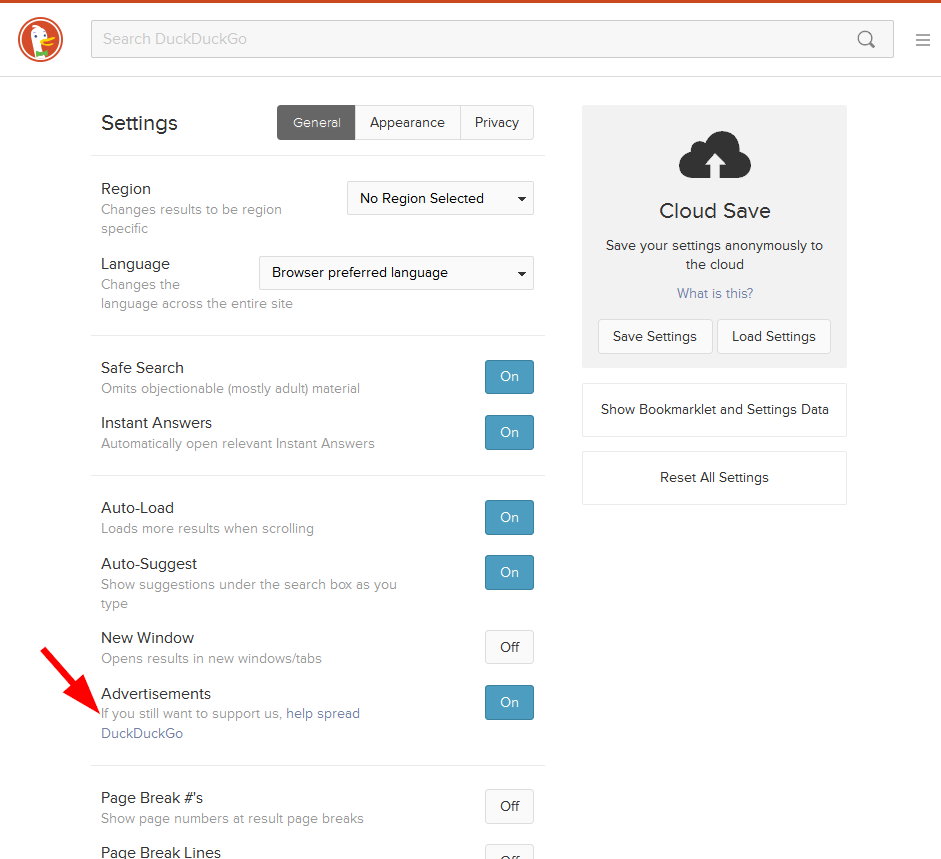 Search DuckDuckGo
Settings
General
Appearance
Privacy
Region
No Region Selected
Changes results to be region
specific
Language
Browser preferred language
Changes the
language across the entire site
Safe Search
On
Omits objectionable (mostly adult) material
Instant Answers
On
Automatically open relevant Instant Answers
Auto-Load
On
Loads more results when scrolling
Auto-Suggest
On
Show suggestions under the search box as you
type
New Window
Off
Opens results in new windows/tabs
Advertisements
On
If you still want to support us, help spread
DuckDuckGo
Page Break #'s
Off
Show page numbers at result page breaks
Page Break Lines
Off
Cloud Save
Save your settings anonymously to
the cloud
What is this?
Save Settings
Load Settings
Show Bookmarklet and Settings Data
Reset All Settings